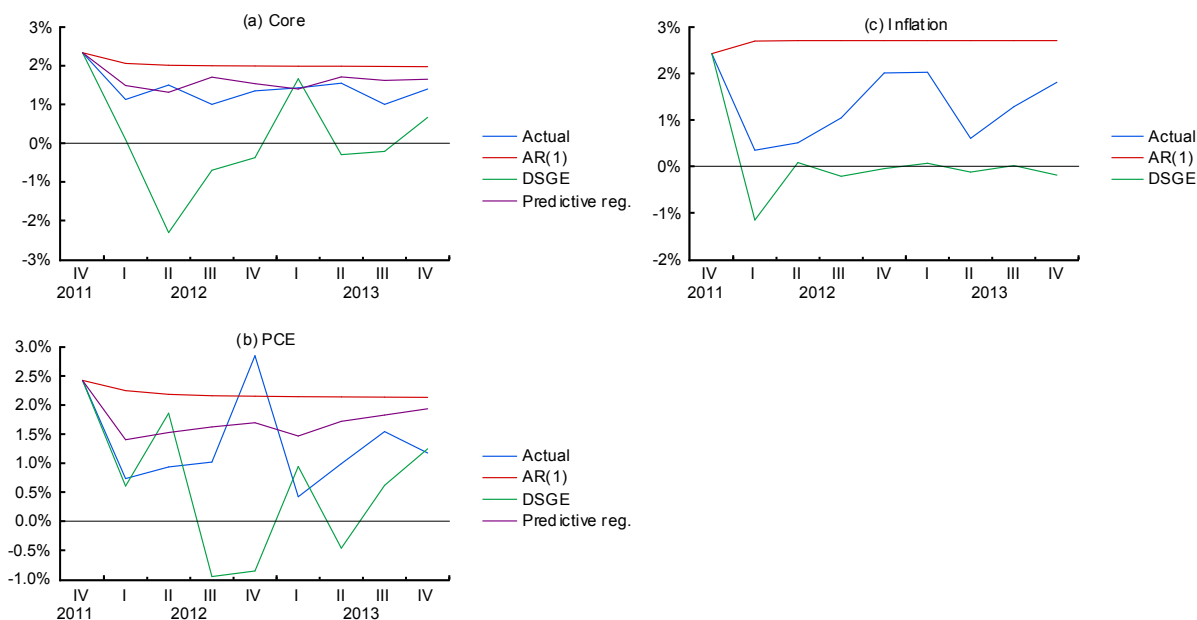 (a) Core
3%
2%
1%
0%
-1%
-2%
-3%
IV I II III IV I II III IV
2011 2012 2013
Actual
AR(1)
DSGE
Predictive reg.
(c) Inflation
3%
2%
1%
0%
-1%
-2%
IV I II III IV I II III IV
2011 2012 2013
Actual
AR(1)
DSGE
(b) PCE
3.0%
2.5%
2.0%
1.5%
1.0%
0.5%
0.0%
-0.5%
-1.0%
IV I II III IV I II III IV
2011 2012 2013
Actual
AR(1)
DSGE
Predictive reg.